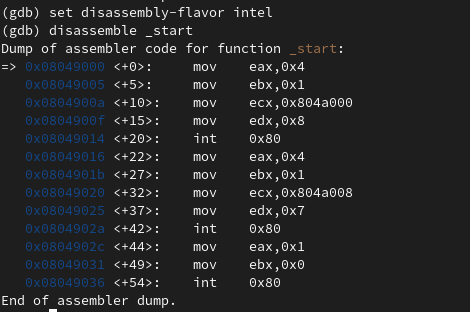 (gdb) set disassembly-flavor intel
(gdb) disassemble _start
Dump of assembler code for function _start:
=> 0x08049000 <+0>:     mov    eax,0x4
   0x08049005 <+5>:     mov    ebx,0x1
   0x0804900a <+10>:    mov    ecx,0x804a000
   0x0804900f <+15>:    mov    edx,0x8
   0x08049014 <+20>:    int    0x80
   0x08049016 <+22>:    mov    eax,0x4
   0x0804901b <+27>:    mov    ebx,0x1
   0x08049020 <+32>:    mov    ecx,0x804a008
   0x08049025 <+37>:    mov    edx,0x7
   0x0804902a <+42>:    int    0x80
   0x0804902c <+44>:    mov    eax,0x1
   0x08049031 <+49>:    mov    ebx,0x0
   0x08049036 <+54>:    int    0x80
End of assembler dump.